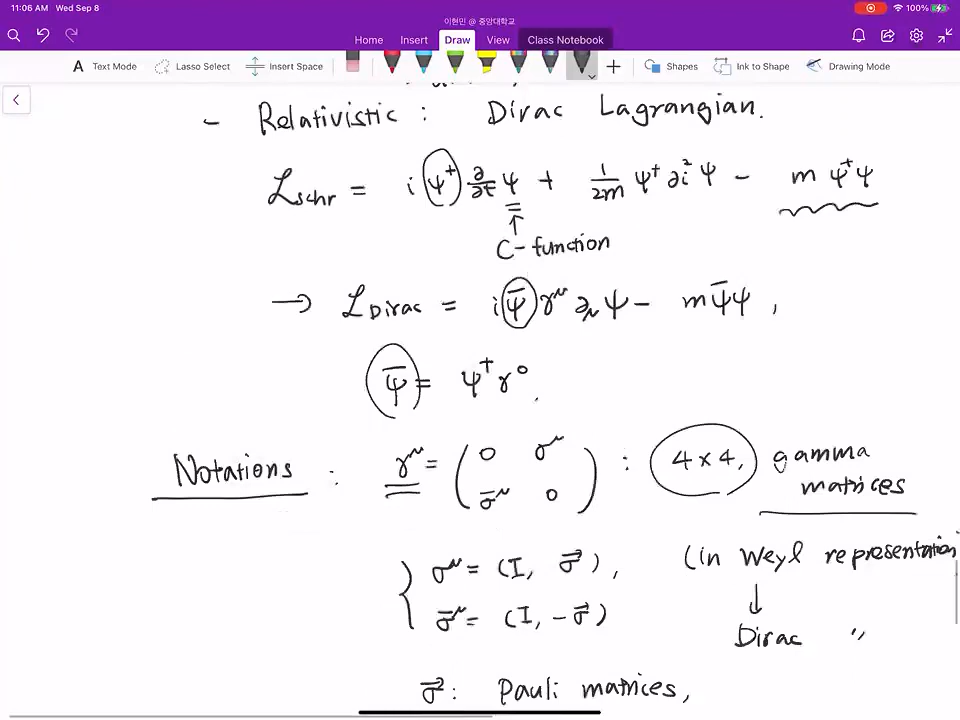 11:06 AM Wed Sep 8
100%
이현민 @ 중앙대학교
Home Insert Draw View Class Notebook
Text Mode Lasso Select Insert Space Shapes Ink to Shape Drawing Mode
- Relativistic : Dirac Lagrangian.
ℒschr = i ψ† ∂/∂t ψ + 1/2m ψ† ∂i² ψ - m ψ†ψ
↑
C-function
→ ℒDirac = i ψ̄ γ^μ ∂_μ ψ - m ψ̄ ψ ,
ψ̄ = ψ† γ⁰ .
Notations : γ^μ = ( 0 σ^μ ; σ̄^μ 0 ) : 4×4, gamma matrices
{ σ^μ = (I, σ⃗ ), (in Weyl representation
σ̄^μ = (I, -σ⃗ ) ↓
Dirac 〃
σ⃗ : Pauli matrices,